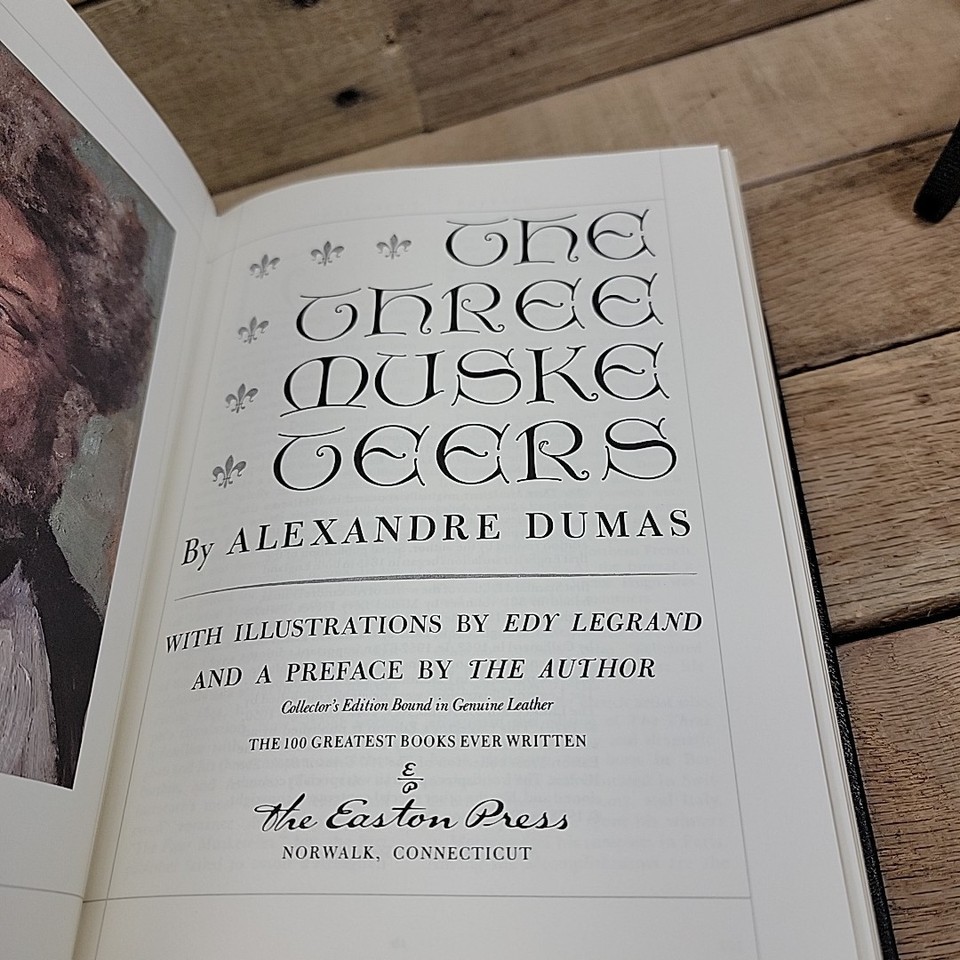 THE
THREE
MUSKE
TEERS
By ALEXANDRE DUMAS
WITH ILLUSTRATIONS BY EDY LEGRAND
AND A PREFACE BY THE AUTHOR
Collector's Edition Bound in Genuine Leather
THE 100 GREATEST BOOKS EVER WRITTEN
E
P
The Easton Press
NORWALK, CONNECTICUT